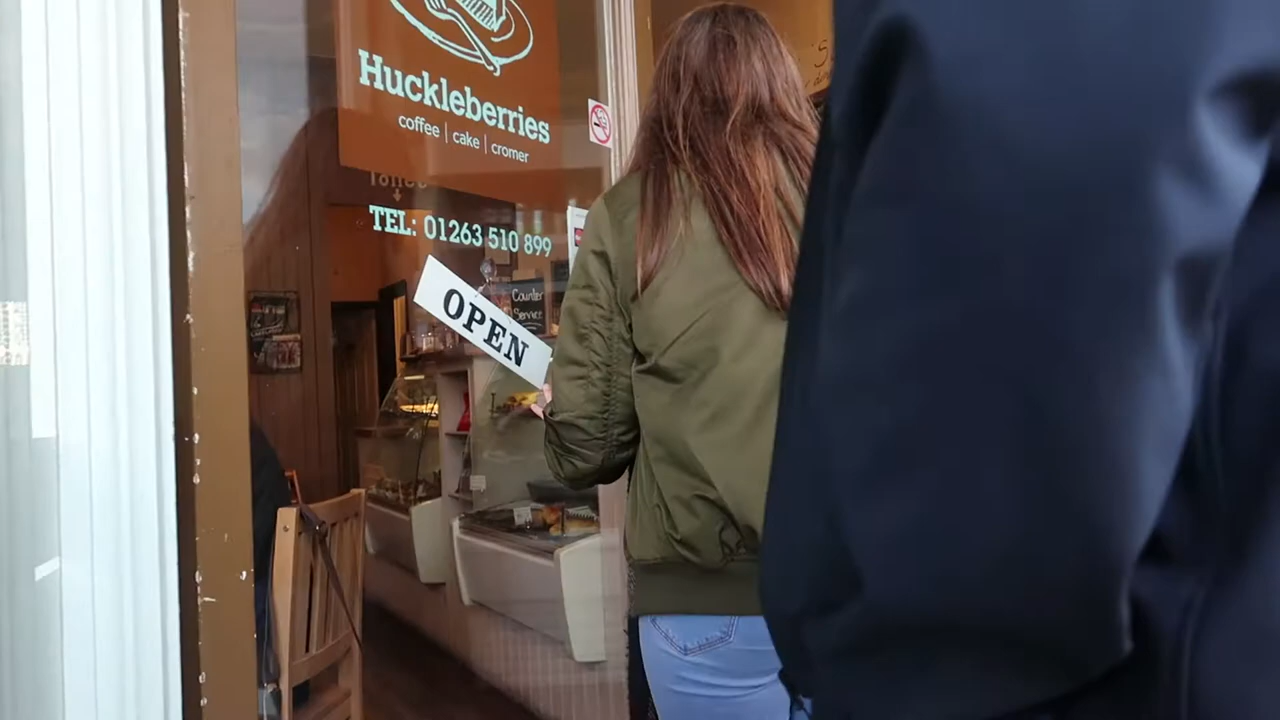 Huckleberries
coffee | cake | cromer
TEL: 01263 510 899
OPEN
Counter
Service